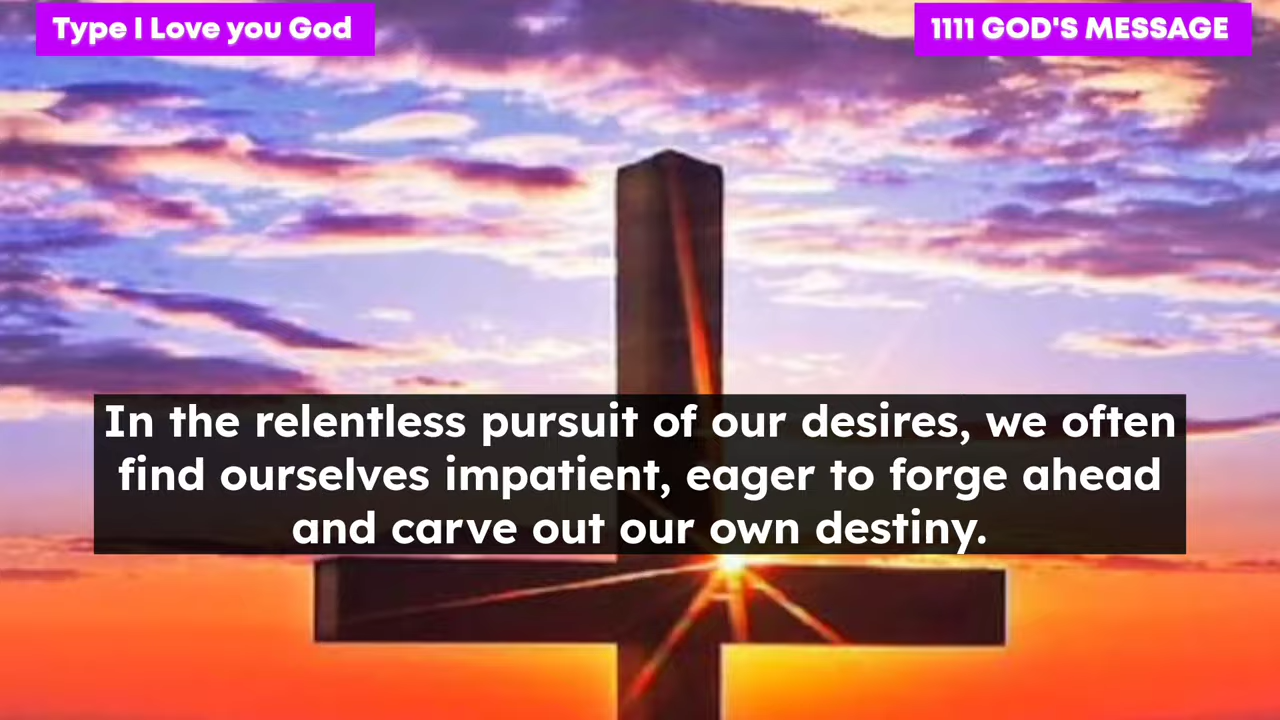 Type I Love you God
1111 GOD'S MESSAGE
In the relentless pursuit of our desires, we often
find ourselves impatient, eager to forge ahead
and carve out our own destiny.